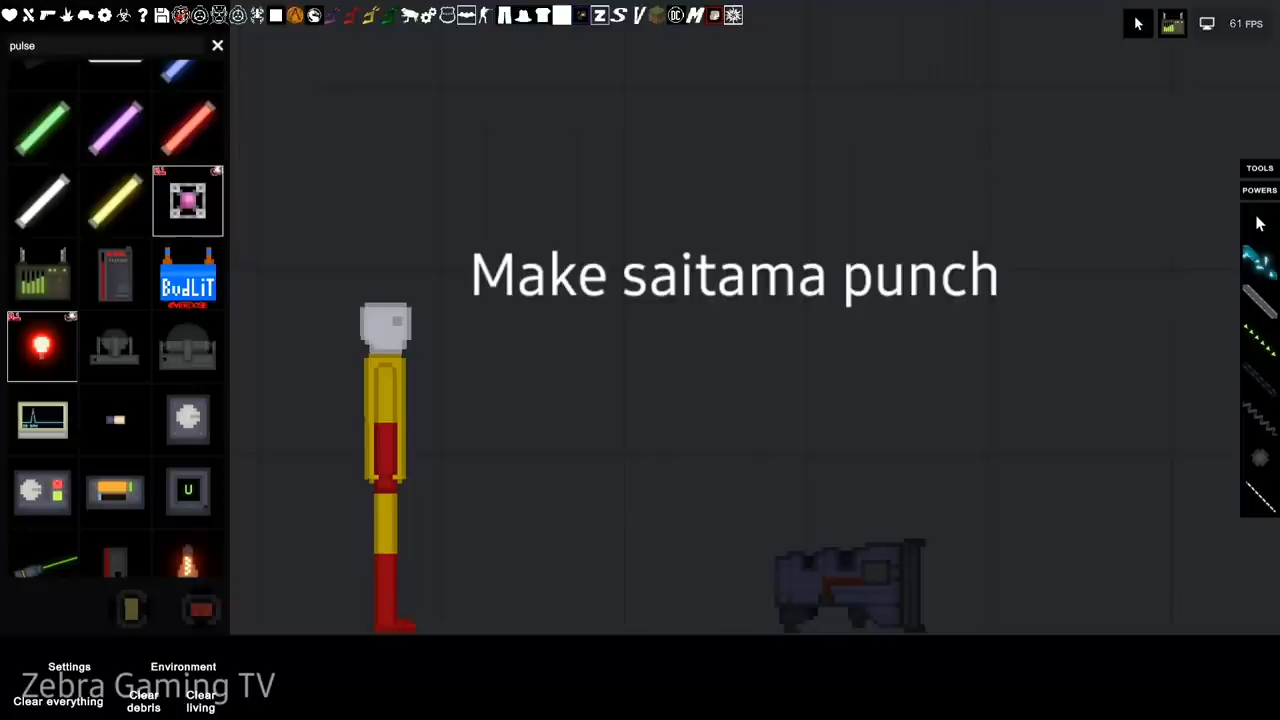 61 FPS
pulse
TOOLS
POWERS
Make saitama punch
BudLiT
OVERDOSE
U
Settings
Environment
Zebra Gaming TV
Clear everything
Clear debris
Clear living